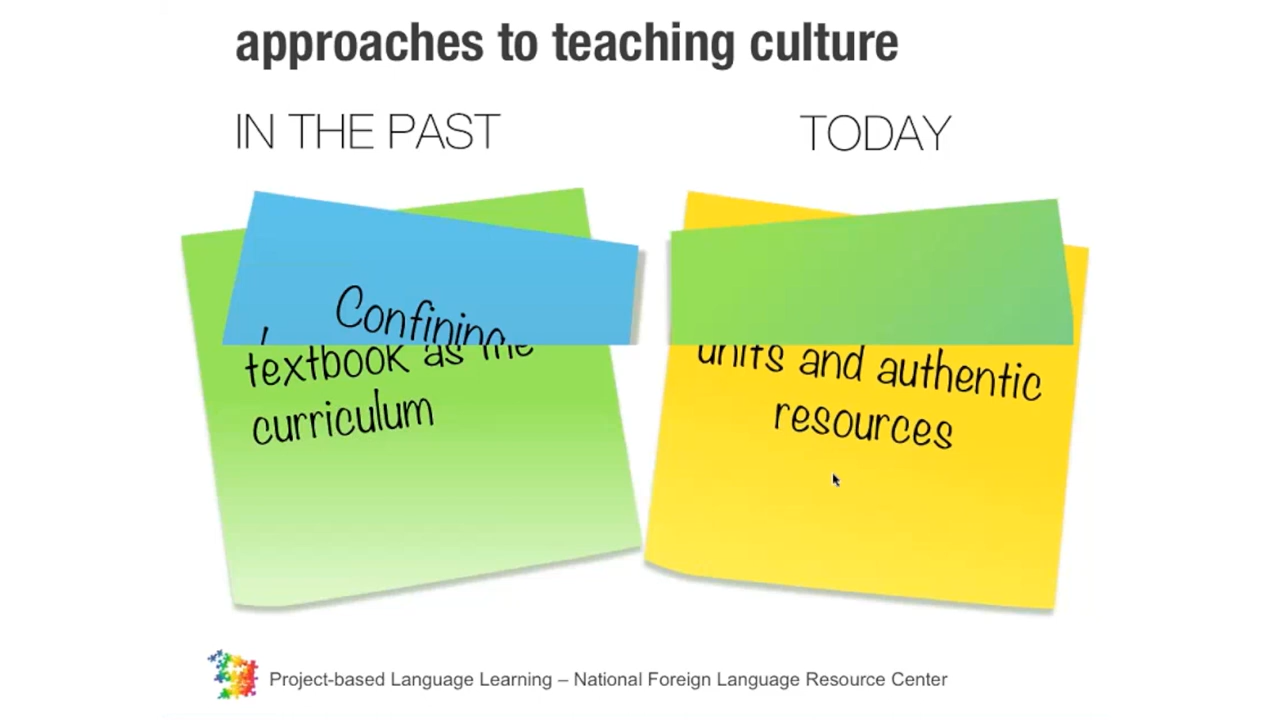 approaches to teaching culture
IN THE PAST
TODAY
Confining
textbook as the
curriculum
units and authentic
resources
Project-based Language Learning – National Foreign Language Resource Center